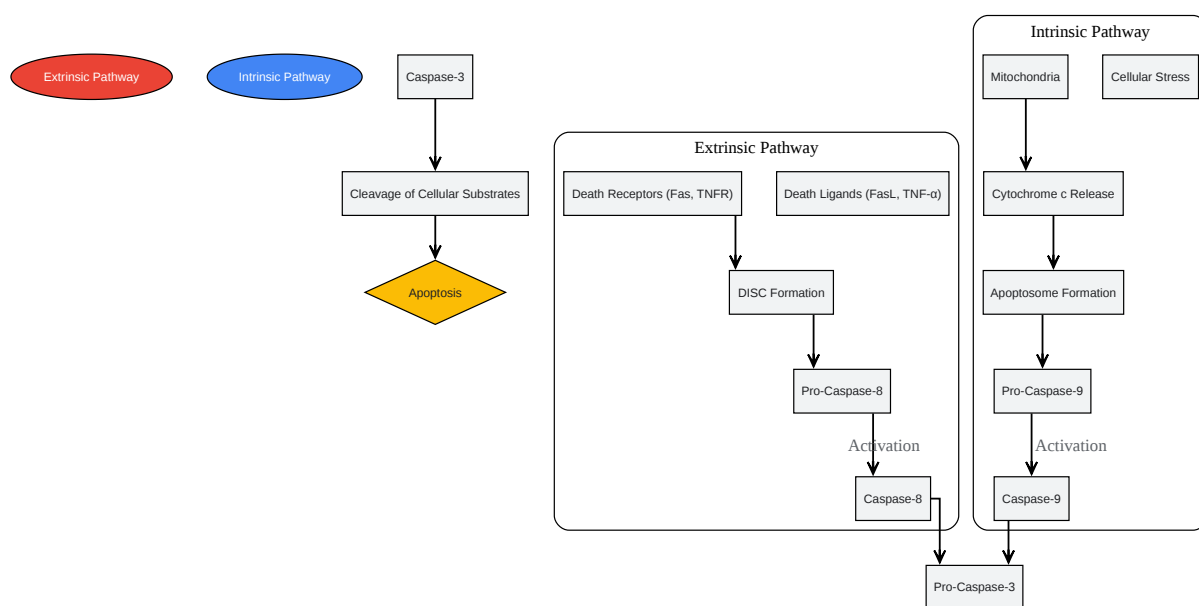 Intrinsic Pathway
Extrinsic Pathway
Intrinsic Pathway
Caspase-3
Mitochondria
Cellular Stress
Extrinsic Pathway
Cleavage of Cellular Substrates
Death Receptors (Fas, TNFR)
Death Ligands (FasL, TNF-α)
Cytochrome c Release
Apoptosis
DISC Formation
Apoptosome Formation
Pro-Caspase-8
Pro-Caspase-9
Activation
Activation
Caspase-8
Caspase-9
Pro-Caspase-3